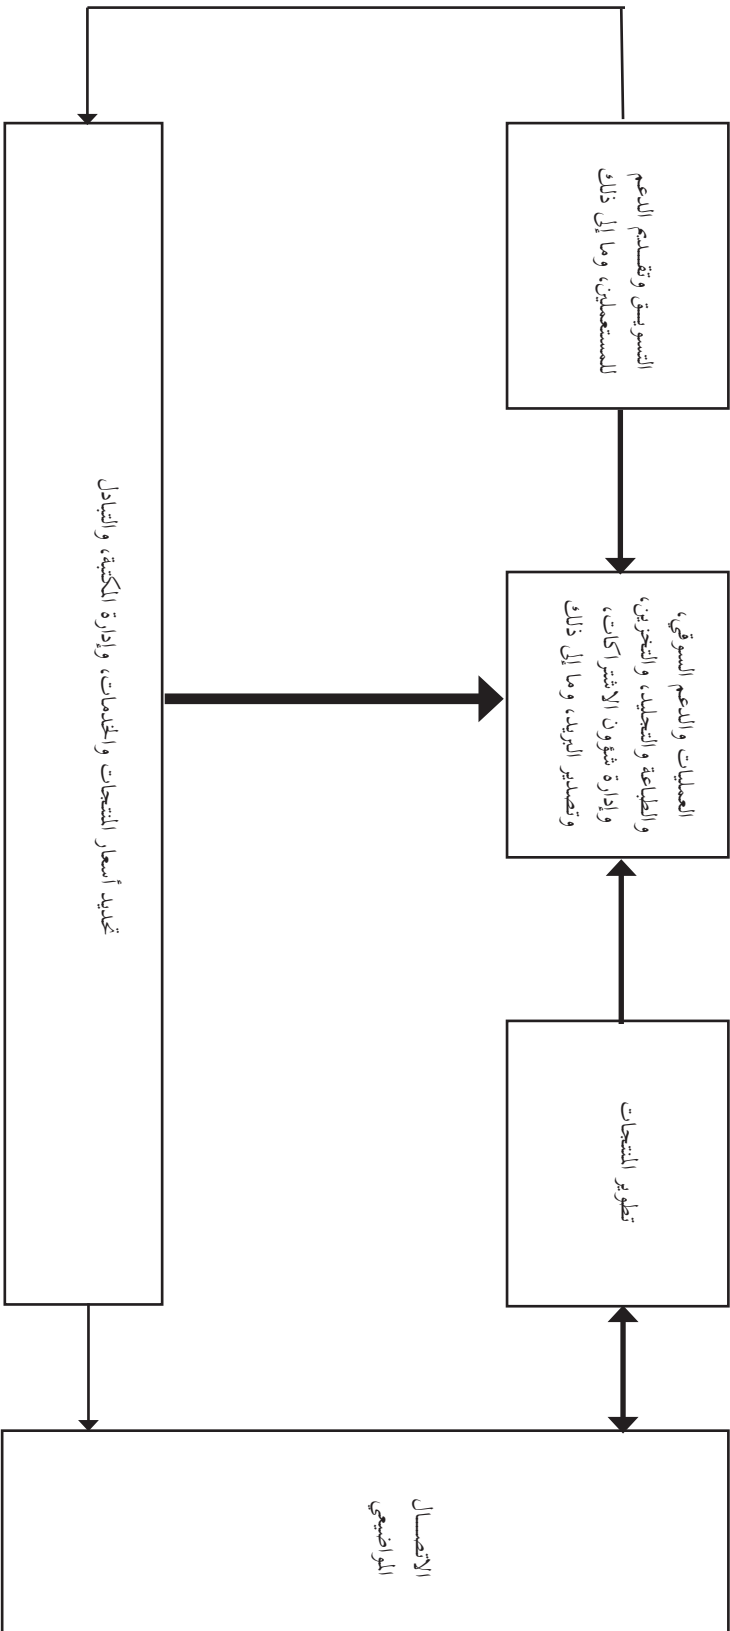 الاتصال
المواضيعي
تطوير المنتجات
العمليات والدعم السوقي،
والطباعة والتجليد، والتخزين،
وإدارة شؤون الاشتراكات،
وتصدير البريد، وما إلى ذلك
التسويق وتقديم الدعم
للمستعملين، وما إلى ذلك
تحديد أسعار المنتجات والخدمات، وإدارة المكتبة، والتبادل